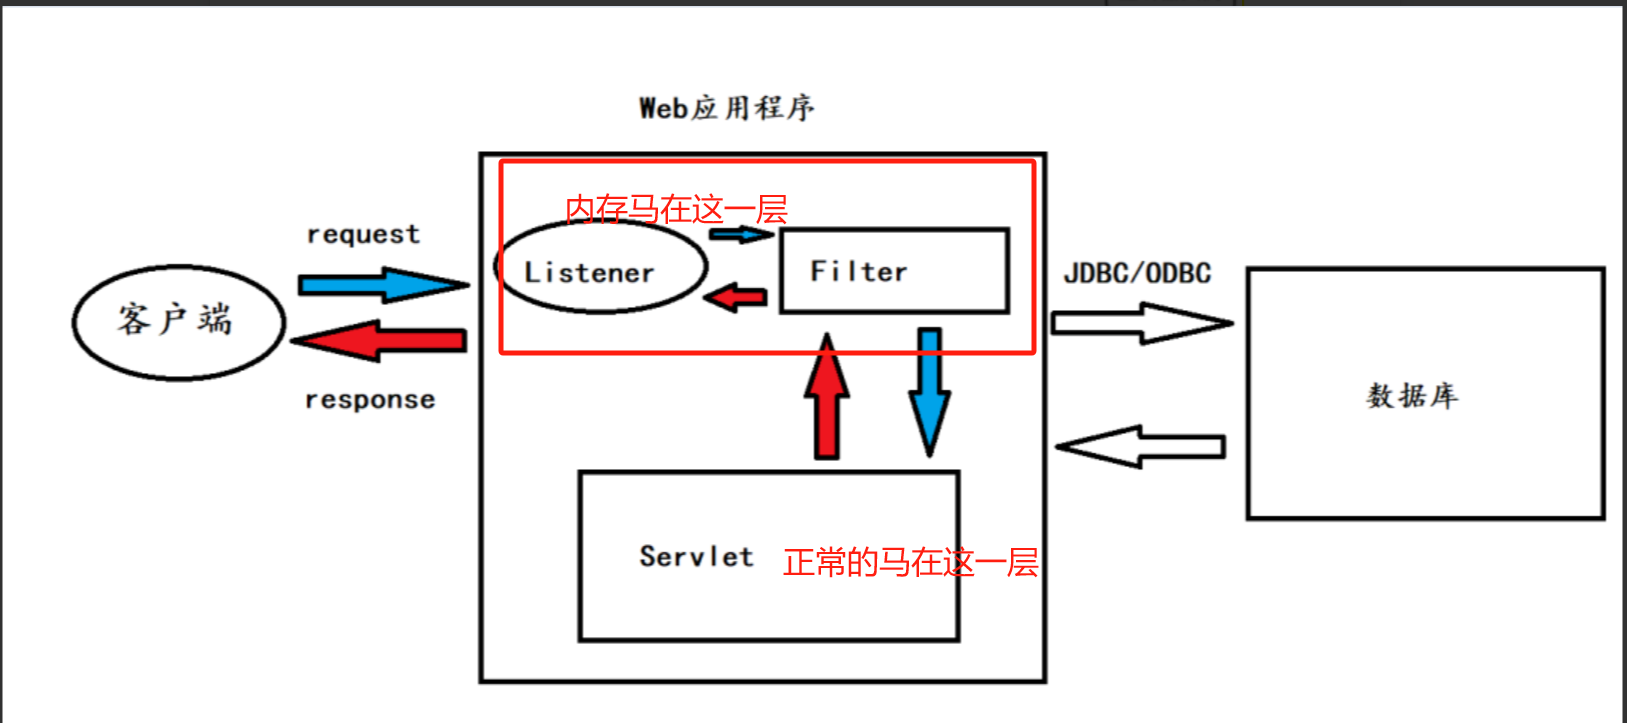 Web应用程序
内存马在这一层
request
Listener
Filter
JDBC/ODBC
客户端
response
数据库
Servlet
正常的马在这一层